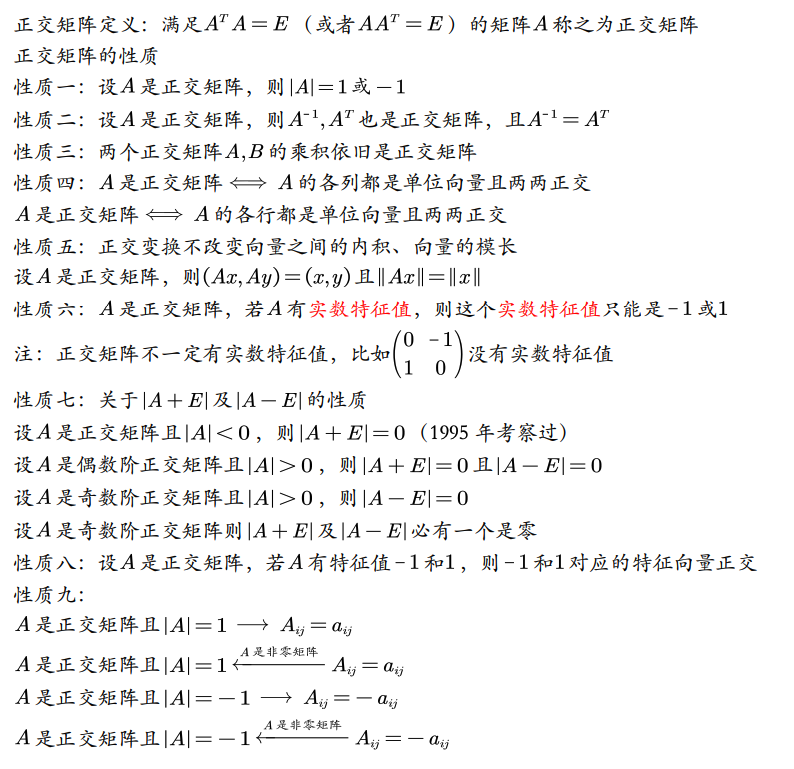 正交矩阵定义：满足$A^T A = E$（或者$AA^T = E$）的矩阵$A$称之为正交矩阵
正交矩阵的性质
性质一：设$A$是正交矩阵，则$|A|=1$或$-1$
性质二：设$A$是正交矩阵，则$A^{-1}, A^T$也是正交矩阵，且$A^{-1} = A^T$
性质三：两个正交矩阵$A,B$的乘积依旧是正交矩阵
性质四：$A$是正交矩阵$\Longleftrightarrow$ $A$的各列都是单位向量且两两正交
$A$是正交矩阵$\Longleftrightarrow$ $A$的各行都是单位向量且两两正交
性质五：正交变换不改变向量之间的内积、向量的模长
设$A$是正交矩阵，则$(Ax,Ay)=(x,y)$且$\|Ax\|=\|x\|$
性质六：$A$是正交矩阵，若$A$有实数特征值，则这个实数特征值只能是$-1$或$1$
注：正交矩阵不一定有实数特征值，比如$\begin{pmatrix} 0 & -1 \\ 1 & 0 \end{pmatrix}$没有实数特征值
性质七：关于$|A+E|$及$|A-E|$的性质
设$A$是正交矩阵且$|A|<0$，则$|A+E|=0$（1995 年考察过）
设$A$是偶数阶正交矩阵且$|A|>0$，则$|A+E|=0$且$|A-E|=0$
设$A$是奇数阶正交矩阵且$|A|>0$，则$|A-E|=0$
设$A$是奇数阶正交矩阵则$|A+E|$及$|A-E|$必有一个是零
性质八：设$A$是正交矩阵，若$A$有特征值$-1$和$1$，则$-1$和$1$对应的特征向量正交
性质九：
$A$是正交矩阵且$|A|=1 \longrightarrow A_{ij}=a_{ij}$
$A$是正交矩阵且$|A|=1 \xleftarrow{A\text{是非零矩阵}} A_{ij}=a_{ij}$
$A$是正交矩阵且$|A|=-1 \longrightarrow A_{ij}=-a_{ij}$
$A$是正交矩阵且$|A|=-1 \xleftarrow{A\text{是非零矩阵}} A_{ij}=-a_{ij}$